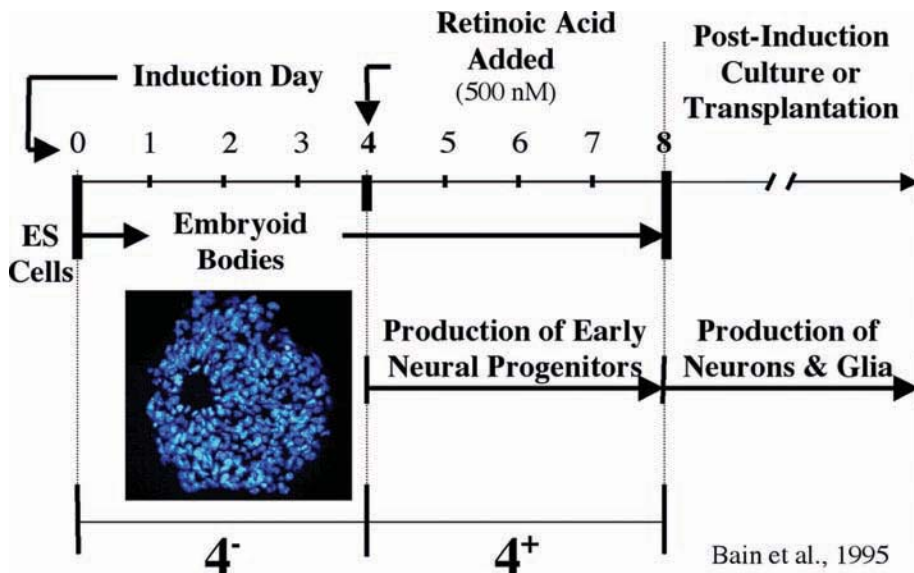 Induction Day
Retinoic Acid
Added
(500 nM)
Post-Induction
Culture or
Transplantation
0 1 2 3 4 5 6 7 8
ES
Cells
Embryoid
Bodies
Production of Early
Neural Progenitors
Production of
Neurons & Glia
4-
4+
Bain et al., 1995